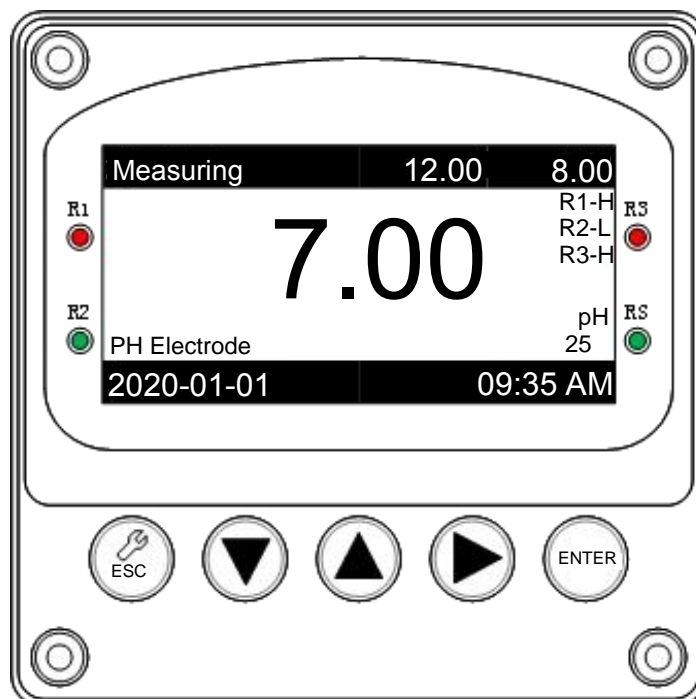 Measuring 12.00 8.00
R1 R1-H R3
7.00 R2-L
R3-H
R2 pH RS
PH Electrode 25
2020-01-01 09:35 AM
ESC ENTER